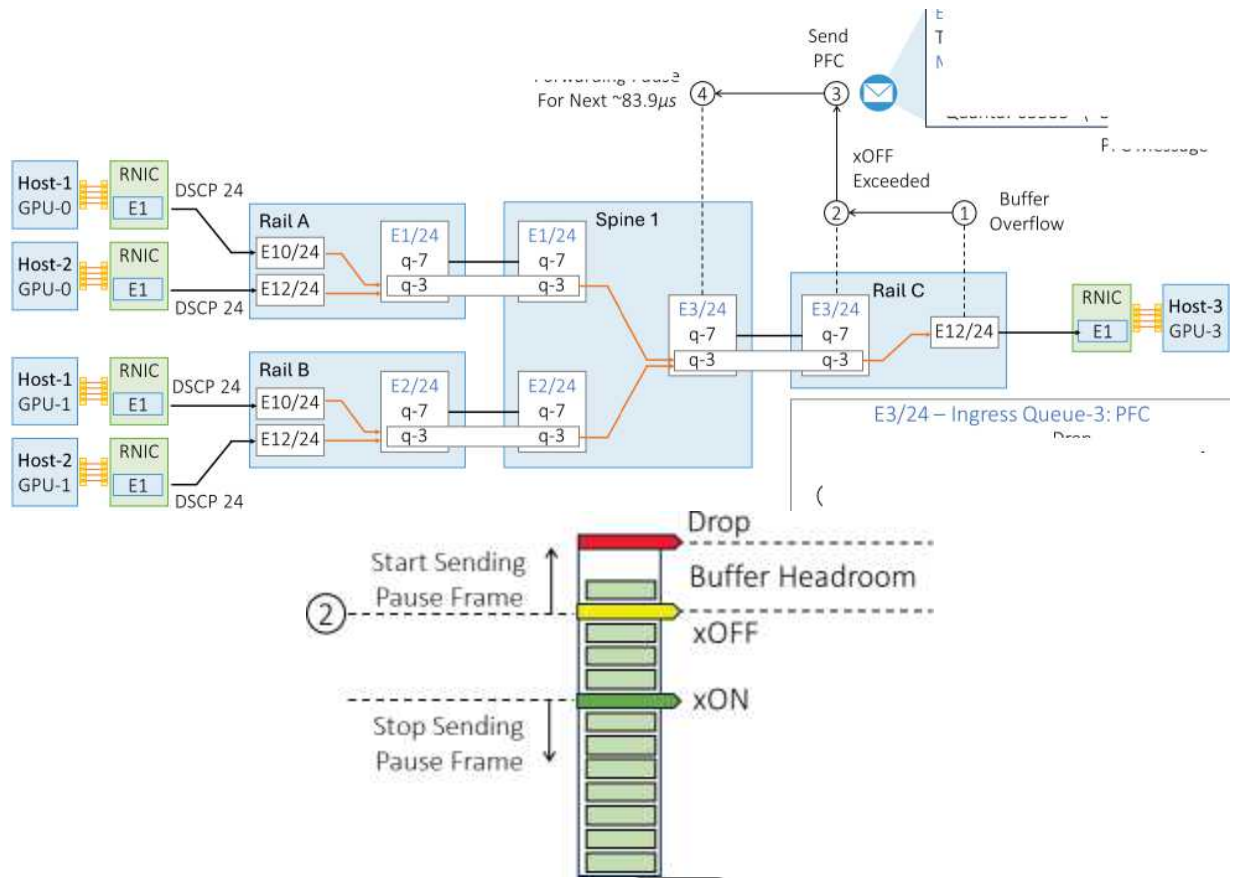 Send
PFC
For Next ~83.9μs
4
3
xOFF
Exceeded
2
1
Buffer
Overflow
Host-1
GPU-0
RNIC
E1
DSCP 24
Host-2
GPU-0
RNIC
E1
DSCP 24
Rail A
E10/24
E12/24
E1/24
q-7
q-3
Spine 1
E1/24
q-7
q-3
E3/24
q-7
q-3
Rail C
E3/24
q-7
q-3
E12/24
RNIC
E1
Host-3
GPU-3
Host-1
GPU-1
RNIC
E1
DSCP 24
Host-2
GPU-1
RNIC
E1
DSCP 24
Rail B
E10/24
E12/24
E2/24
q-7
q-3
E2/24
q-7
q-3
E3/24 – Ingress Queue-3: PFC
(
Drop
Start Sending
Pause Frame
Buffer Headroom
2
xOFF
xON
Stop Sending
Pause Frame